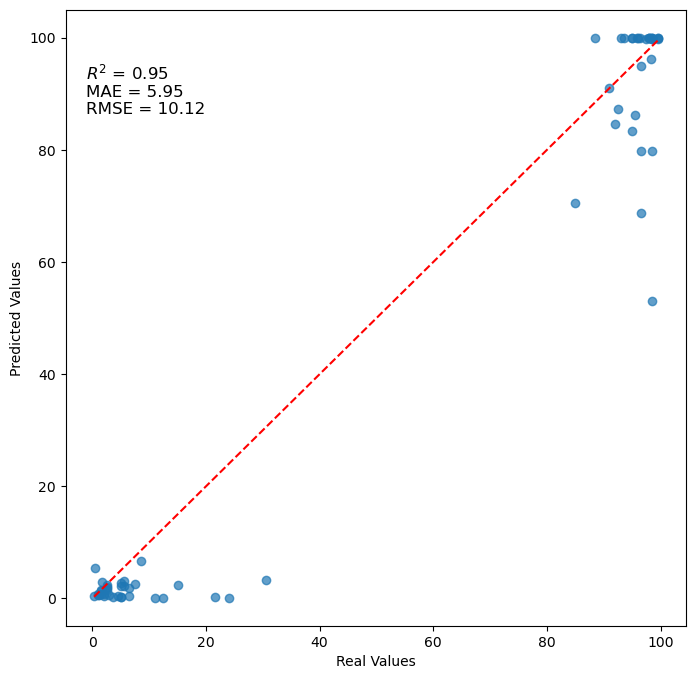 100
80
60
40
20
0
Predicted Values
R² = 0.95
MAE = 5.95
RMSE = 10.12
0 20 40 60 80 100
Real Values